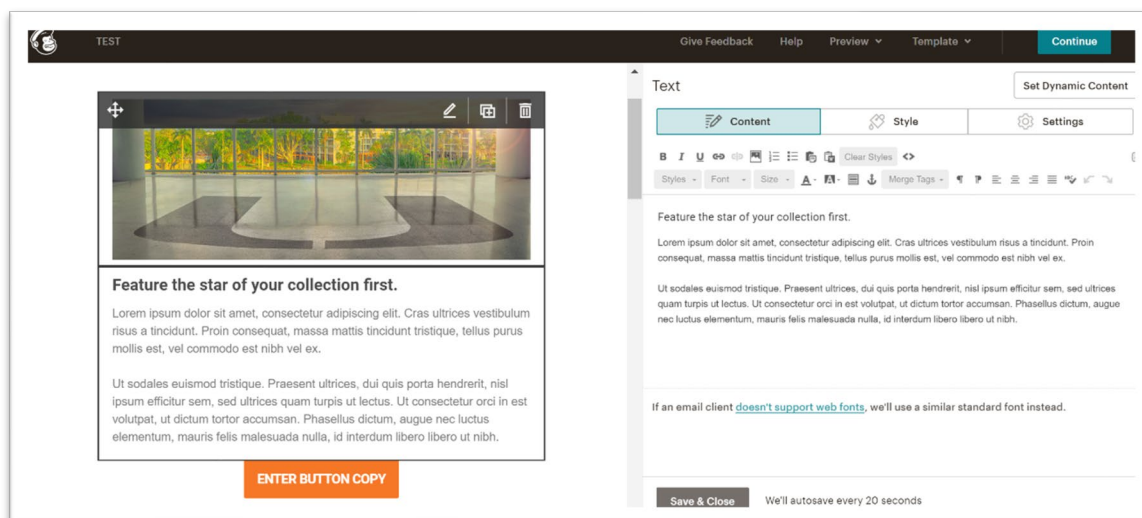 TEST
Give Feedback Help Preview Template Continue
Text
Set Dynamic Content
Content Style Settings
B I U Clear Styles <>
Styles Font Size A A Merge Tags
Feature the star of your collection first.
Lorem ipsum dolor sit amet, consectetur adipiscing elit. Cras ultrices vestibulum risus a tincidunt. Proin
consequat, massa mattis tincidunt tristique, tellus purus mollis est, vel commodo est nibh vel ex.
Ut sodales euismod tristique. Praesent ultrices, dui quis porta hendrerit, nisl ipsum efficitur sem, sed ultrices
quam turpis ut lectus. Ut consectetur orci in est volutpat, ut dictum tortor accumsan. Phasellus dictum, augue
nec luctus elementum, mauris felis malesuada nulla, id interdum libero libero ut nibh.
If an email client doesn't support web fonts, we'll use a similar standard font instead.
Save & Close We'll autosave every 20 seconds
Feature the star of your collection first.
Lorem ipsum dolor sit amet, consectetur adipiscing elit. Cras ultrices vestibulum
risus a tincidunt. Proin consequat, massa mattis tincidunt tristique, tellus purus
mollis est, vel commodo est nibh vel ex.
Ut sodales euismod tristique. Praesent ultrices, dui quis porta hendrerit, nisl
ipsum efficitur sem, sed ultrices quam turpis ut lectus. Ut consectetur orci in est
volutpat, ut dictum tortor accumsan. Phasellus dictum, augue nec luctus
elementum, mauris felis malesuada nulla, id interdum libero libero ut nibh.
ENTER BUTTON COPY